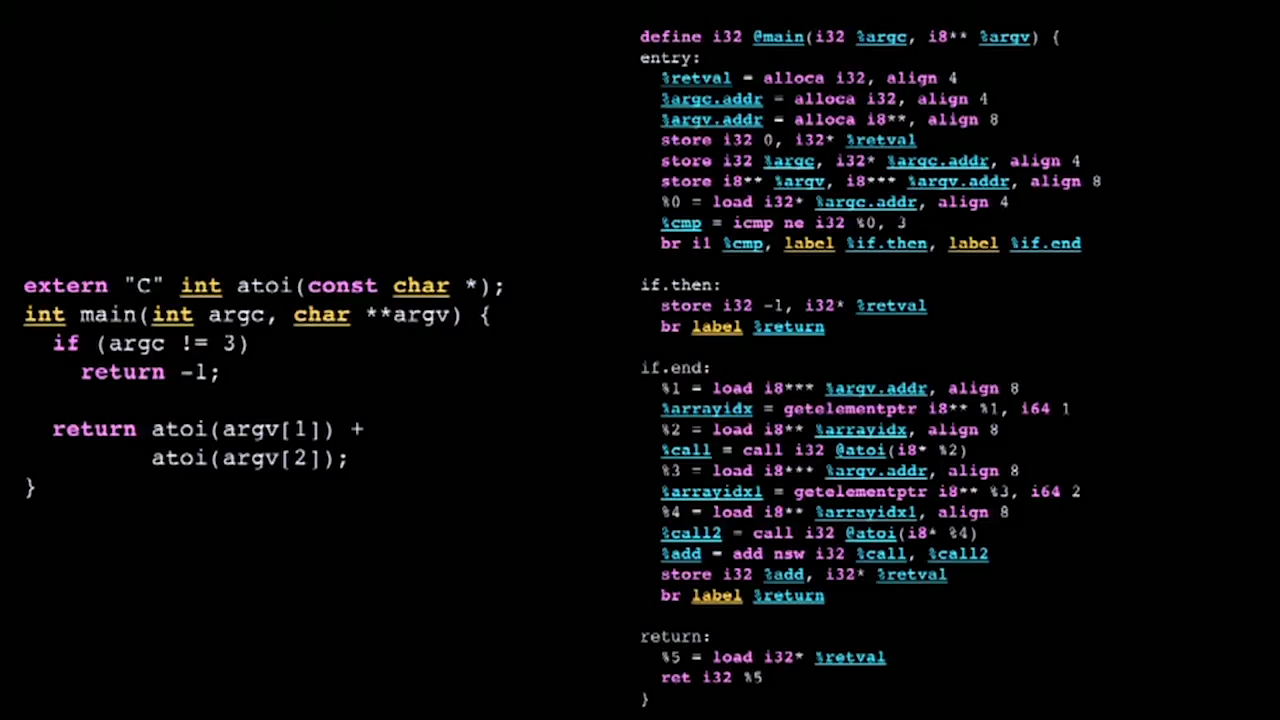 extern "C" int atoi(const char *);
int main(int argc, char **argv) {
  if (argc != 3)
    return -1;

  return atoi(argv[1]) +
         atoi(argv[2]);
}
define i32 @main(i32 %argc, i8** %argv) {
entry:
  %retval = alloca i32, align 4
  %argc.addr = alloca i32, align 4
  %argv.addr = alloca i8**, align 8
  store i32 0, i32* %retval
  store i32 %argc, i32* %argc.addr, align 4
  store i8** %argv, i8*** %argv.addr, align 8
  %0 = load i32* %argc.addr, align 4
  %cmp = icmp ne i32 %0, 3
  br i1 %cmp, label %if.then, label %if.end

if.then:
  store i32 -1, i32* %retval
  br label %return

if.end:
  %1 = load i8*** %argv.addr, align 8
  %arrayidx = getelementptr i8** %1, i64 1
  %2 = load i8** %arrayidx, align 8
  %call = call i32 @atoi(i8* %2)
  %3 = load i8*** %argv.addr, align 8
  %arrayidx1 = getelementptr i8** %3, i64 2
  %4 = load i8** %arrayidx1, align 8
  %call2 = call i32 @atoi(i8* %4)
  %add = add nsw i32 %call, %call2
  store i32 %add, i32* %retval
  br label %return

return:
  %5 = load i32* %retval
  ret i32 %5
}